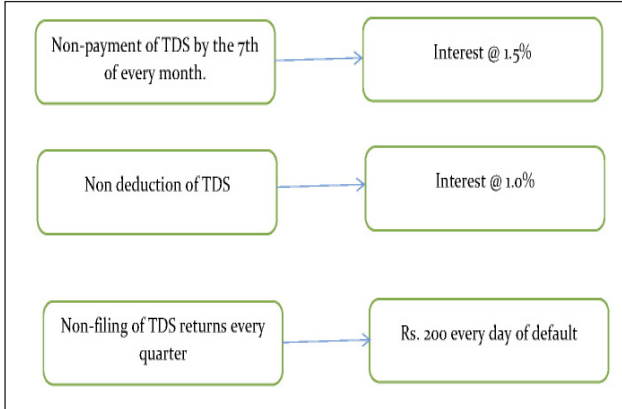 Non-payment of TDS by the 7th
of every month.
Interest @ 1.5%
Non deduction of TDS
Interest @ 1.0%
Non-filing of TDS returns every
quarter
Rs. 200 every day of default